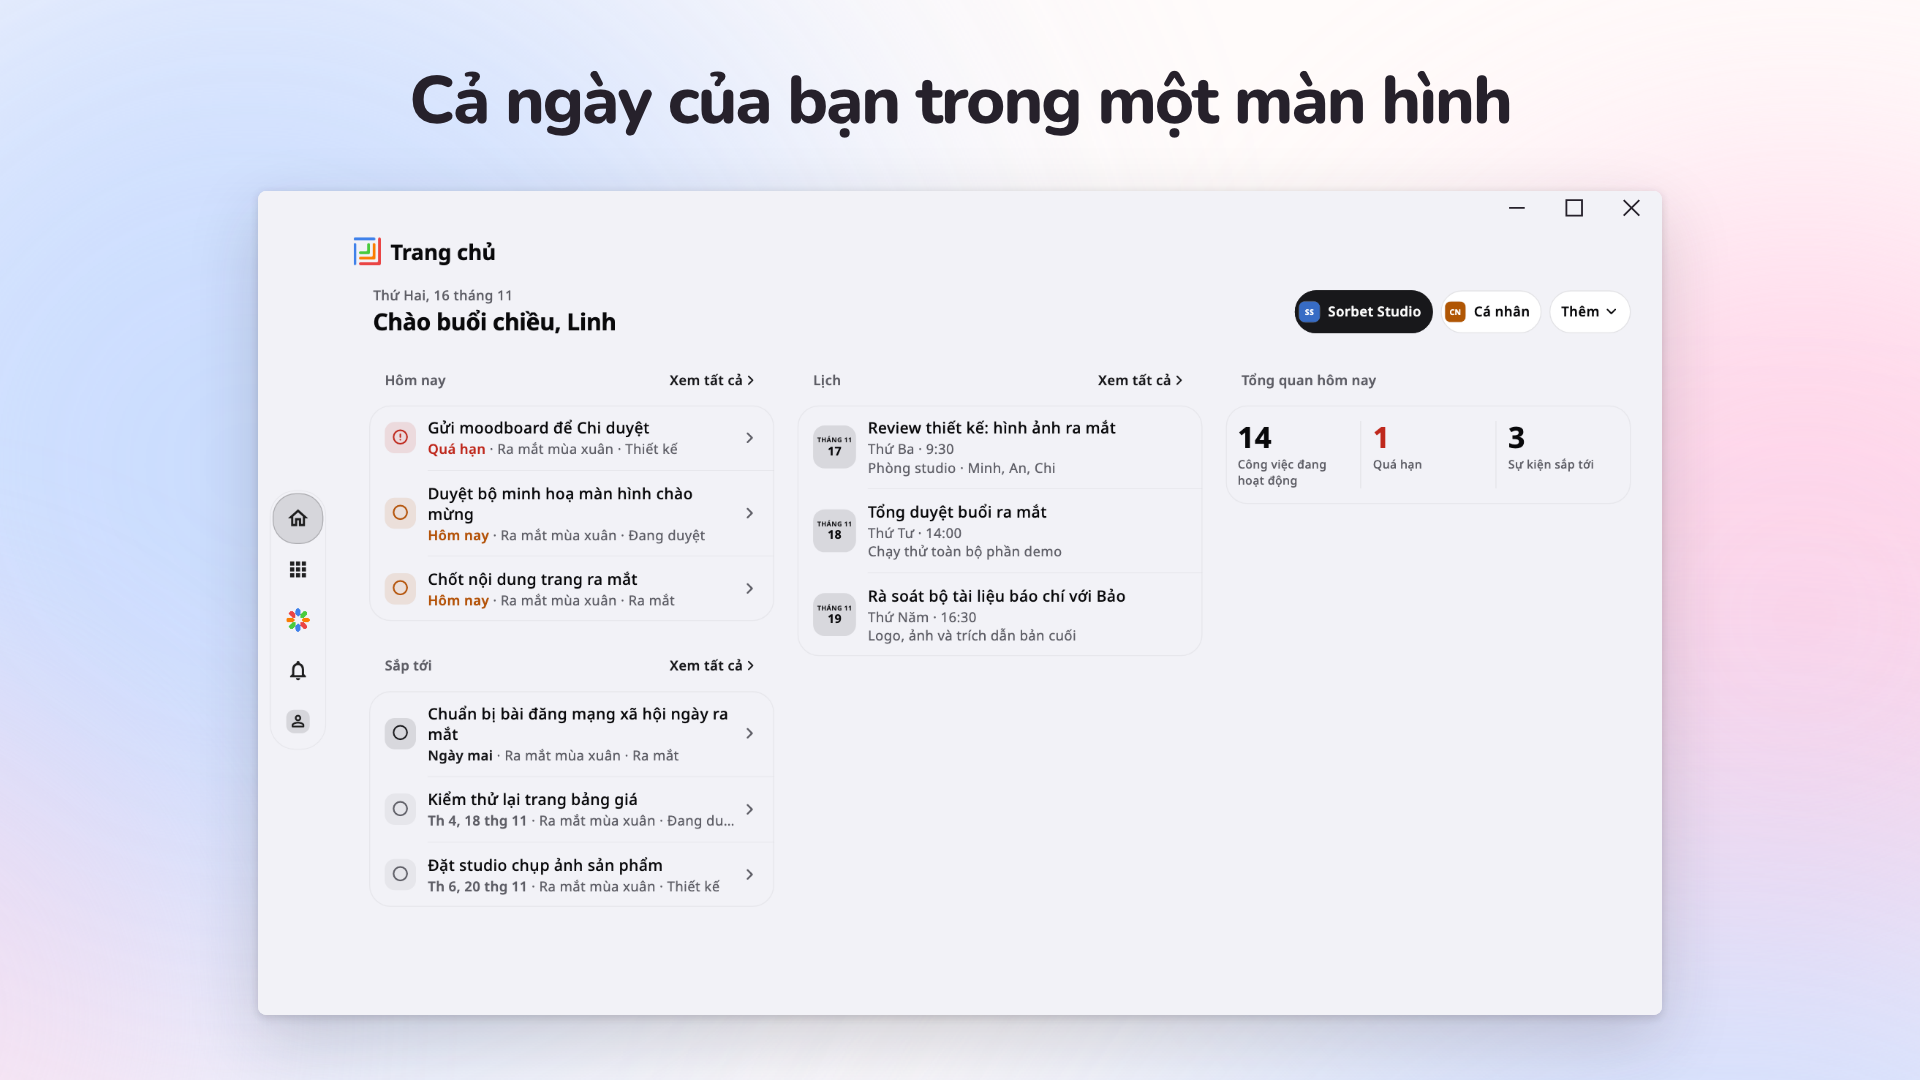 Cả ngày của bạn trong một màn hình
Trang chủ
Thứ Hai, 16 tháng 11
Chào buổi chiều, Linh
SS Sorbet Studio
CN Cá nhân
Thêm
Hôm nay
Xem tất cả
Gửi moodboard để Chi duyệt
Quá hạn · Ra mắt mùa xuân · Thiết kế
Duyệt bộ minh hoạ màn hình chào
mừng
Hôm nay · Ra mắt mùa xuân · Đang duyệt
Chốt nội dung trang ra mắt
Hôm nay · Ra mắt mùa xuân · Ra mắt
Sắp tới
Xem tất cả
Chuẩn bị bài đăng mạng xã hội ngày ra
mắt
Ngày mai · Ra mắt mùa xuân · Ra mắt
Kiểm thử lại trang bảng giá
Th 4, 18 thg 11 · Ra mắt mùa xuân · Đang du...
Đặt studio chụp ảnh sản phẩm
Th 6, 20 thg 11 · Ra mắt mùa xuân · Thiết kế
Lịch
Xem tất cả
THÁNG 11
17
Review thiết kế: hình ảnh ra mắt
Thứ Ba · 9:30
Phòng studio · Minh, An, Chi
THÁNG 11
18
Tổng duyệt buổi ra mắt
Thứ Tư · 14:00
Chạy thử toàn bộ phần demo
THÁNG 11
19
Rà soát bộ tài liệu báo chí với Bảo
Thứ Năm · 16:30
Logo, ảnh và trích dẫn bản cuối
Tổng quan hôm nay
14
Công việc đang
hoạt động
1
Quá hạn
3
Sự kiện sắp tới